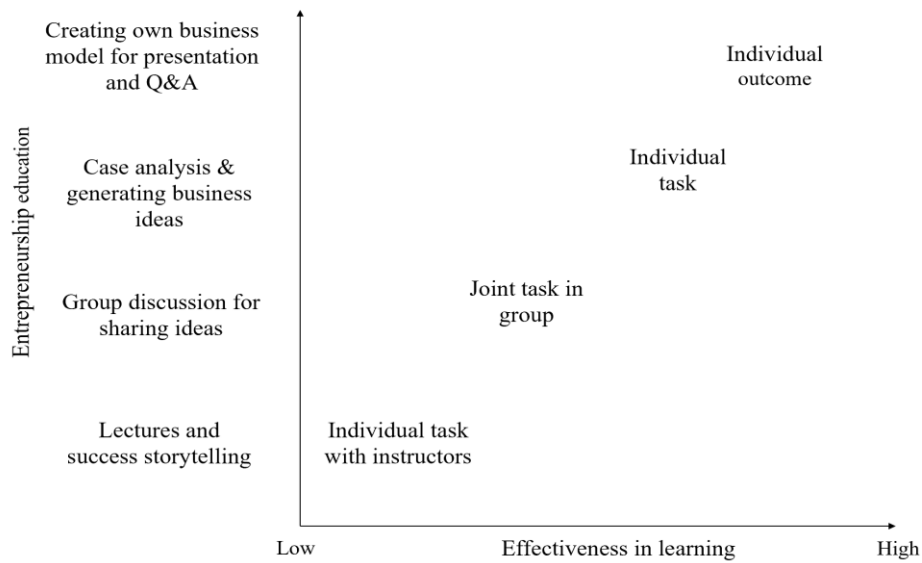 Creating own business
model for presentation
and Q&A
Individual
outcome
Case analysis &
generating business
ideas
Individual
task
Entrepreneurship education
Group discussion for
sharing ideas
Joint task in
group
Lectures and
success storytelling
Individual task
with instructors
Low
Effectiveness in learning
High